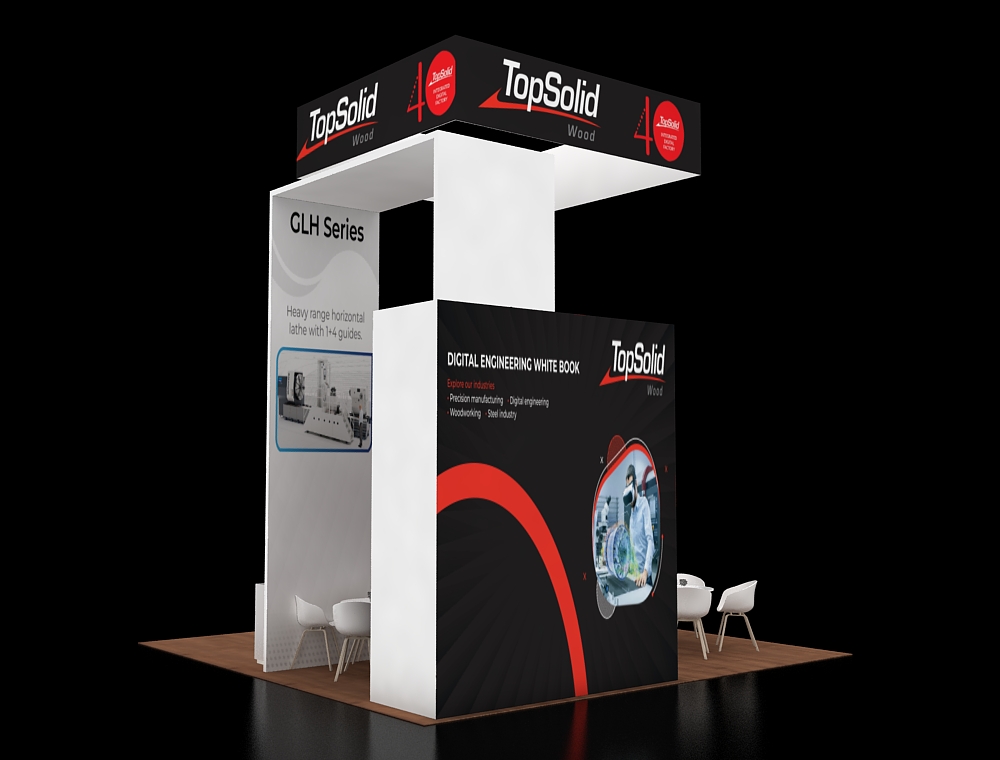 TopSolid
Wood
40
TopSolid
INTEGRATED
DIGITAL
FACTORY
TopSolid
Wood
40
TopSolid
INTEGRATED
DIGITAL
FACTORY
GLH Series
Heavy range horizontal
lathe with 1+4 guides.
DIGITAL ENGINEERING WHITE BOOK
Explore our industries
· Precision manufacturing · Digital engineering
· Woodworking · Steel industry
TopSolid
Wood